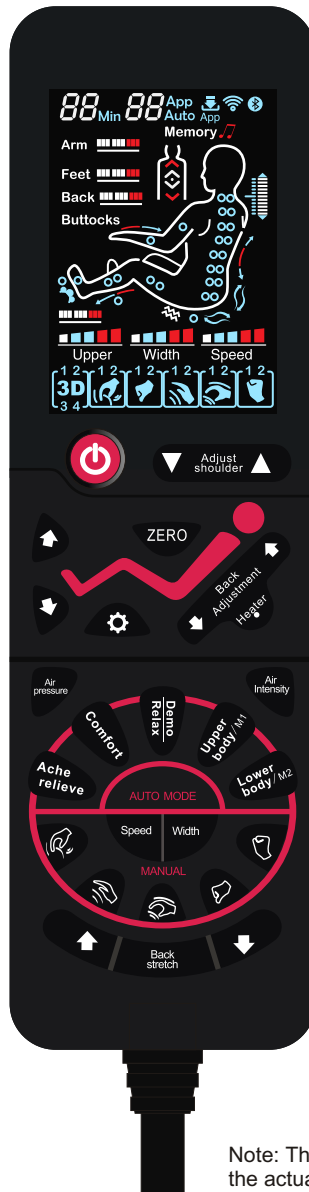 88 Min 88 App Auto App
Memory
Arm
Feet
Back
Buttocks
Upper Width Speed
1 2 1 2 1 2 1 2 1 2 1 2
3D
3 4
Adjust
shoulder
ZERO
Back
Adjustment
Heater
Air
pressure
Air
Intensity
Ache
relieve
Comfort
Demo
Relax
Upper
body/M1
Lower
body/M2
AUTO MODE
Speed Width
MANUAL
Back
stretch
Note: Th
the actua